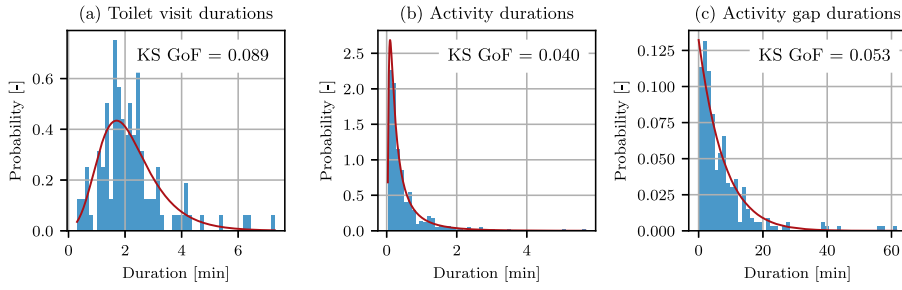 (a) Toilet visit durations
KS GoF = 0.089
Probability [-]
0.6
0.4
0.2
0.0
0 2 4 6
Duration [min]
(b) Activity durations
KS GoF = 0.040
Probability [-]
2.5
2.0
1.5
1.0
0.5
0.0
0 2 4
Duration [min]
(c) Activity gap durations
KS GoF = 0.053
Probability [-]
0.125
0.100
0.075
0.050
0.025
0.000
0 20 40 60
Duration [min]